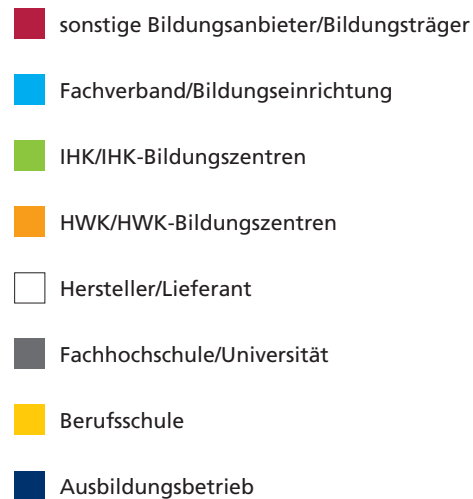 sonstige Bildungsanbieter/Bildungsträger
Fachverband/Bildungseinrichtung
IHK/IHK-Bildungszentren
HWK/HWK-Bildungszentren
Hersteller/Lieferant
Fachhochschule/Universität
Berufsschule
Ausbildungsbetrieb